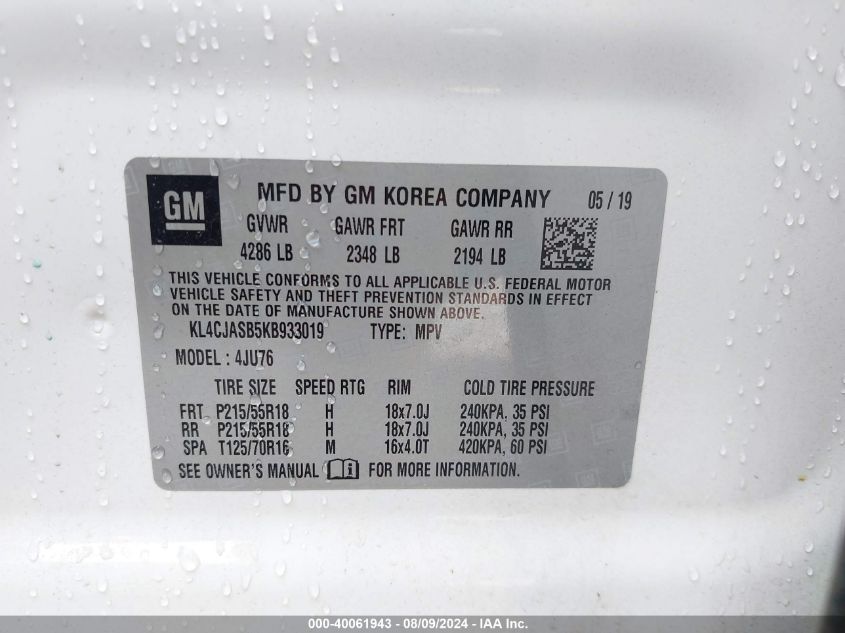 GM
MFD BY GM KOREA COMPANY 05 / 19
GVWR GAWR FRT GAWR RR
4286 LB 2348 LB 2194 LB
THIS VEHICLE CONFORMS TO ALL APPLICABLE U.S. FEDERAL MOTOR
VEHICLE SAFETY AND THEFT PREVENTION STANDARDS IN EFFECT
ON THE DATE OF MANUFACTURE SHOWN ABOVE.
KL4CJASB5KB933019 TYPE: MPV
MODEL : 4JU76
TIRE SIZE SPEED RTG RIM COLD TIRE PRESSURE
FRT P215/55R18 H 18x7.0J 240KPA, 35 PSI
RR P215/55R18 H 18x7.0J 240KPA, 35 PSI
SPA T125/70R16 M 16x4.0T 420KPA, 60 PSI
SEE OWNER'S MANUAL FOR MORE INFORMATION
000-40061943 - 08/09/2024 - IAA Inc.